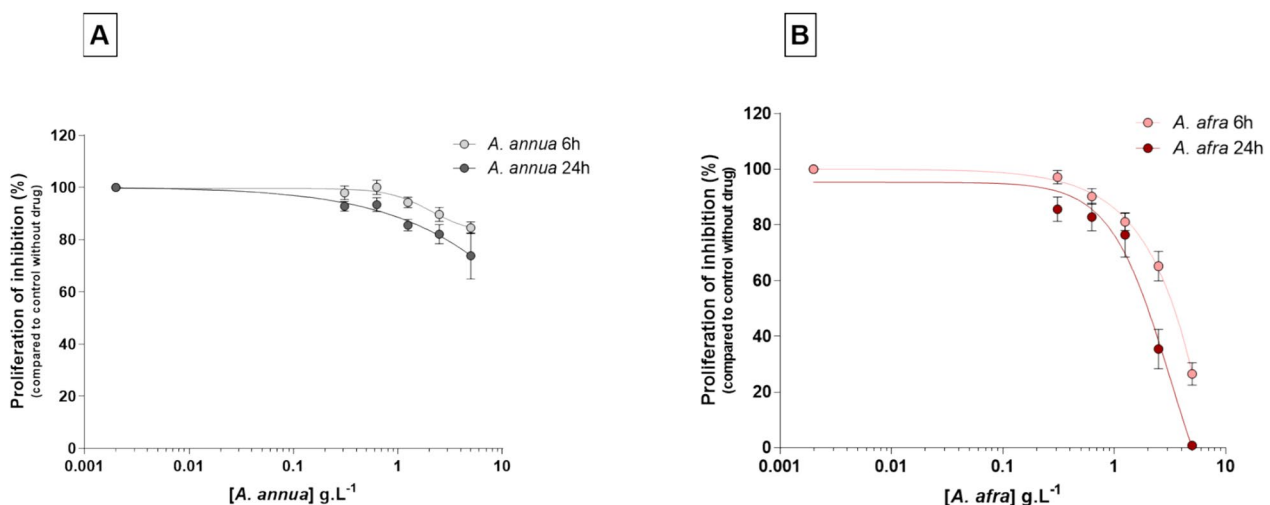 A
Proliferation of inhibition (%)
(compared to control without drug)
120
100
80
60
40
20
0
0.001
0.01
0.1
1
10
[A. annua] g.L-1
A. annua 6h
A. annua 24h
B
Proliferation of inhibition (%)
(compared to control without drug)
120
100
80
60
40
20
0
0.001
0.01
0.1
1
10
[A. afra] g.L-1
A. afra 6h
A. afra 24h